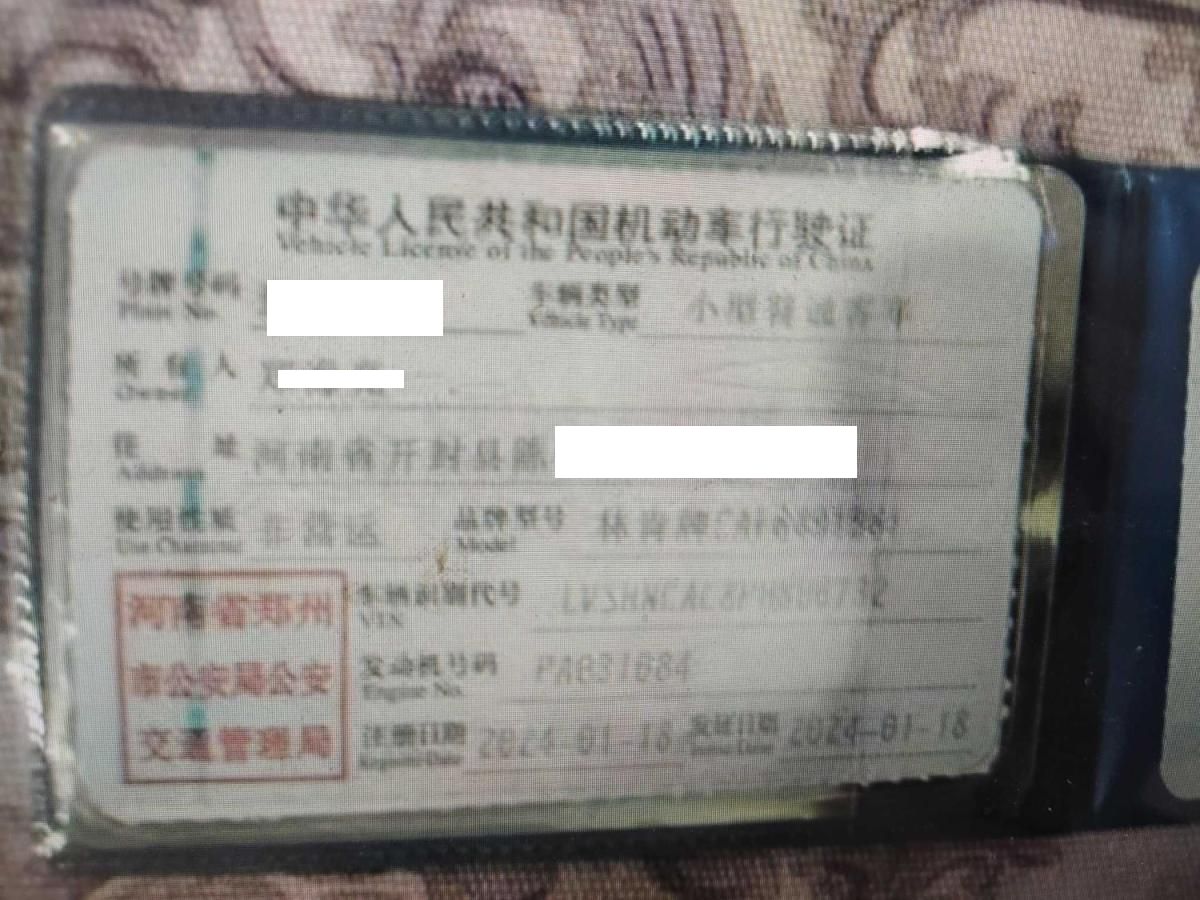 中华人民共和国机动车行驶证
Vehicle License of the People's Republic of China
号牌号码 车辆类型 小型普通客车
Plate No. Vehicle Type
所有人
Owner
住址 河南省开封县陈
Address
使用性质 非营运 品牌型号 林肯牌
Use Character Model
河南省郑州 车辆识别代号
VIN
市公安局公安 发动机号码 PA031084
Engine No.
交通管理局 注册日期 2024-01-18 发证日期 2024-01-18
Register Date Issue Date